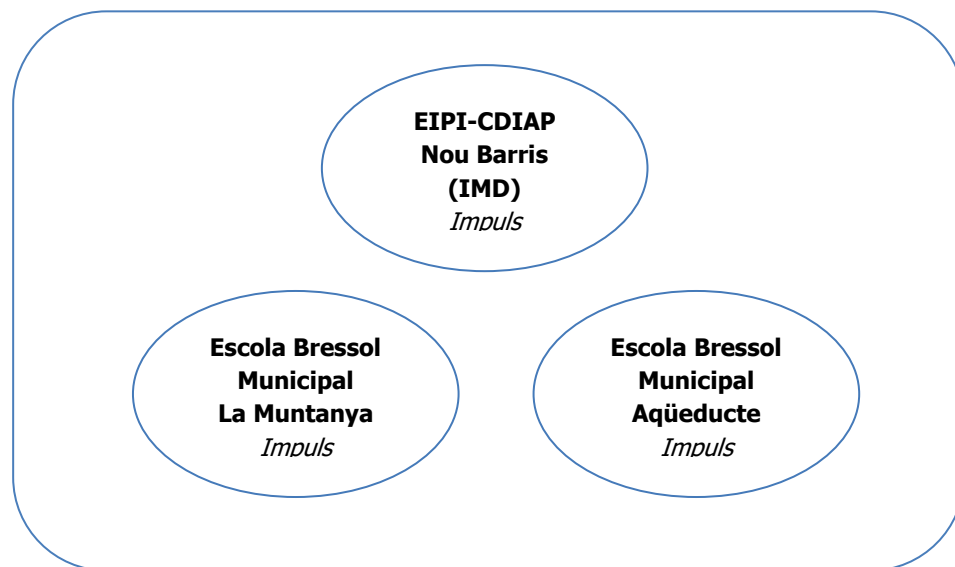 EIPI-CDIAP
Nou Barris
(IMD)
Impuls
Escola Bressol
Municipal
La Muntanya
Impuls
Escola Bressol
Municipal
Aqüeducte
Impuls